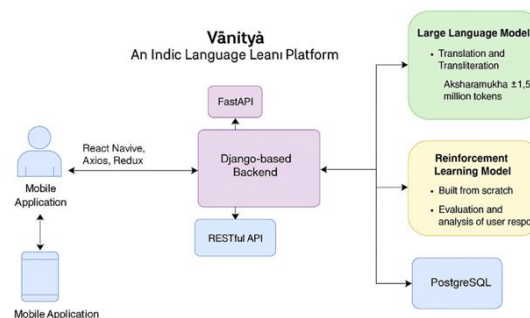 Vānityà
An Indic Language Leanı Platform
FastAPI
React Navive,
Axios, Redux
Django-based
Backend
RESTful API
Mobile
Application
Mobile Application
Large Language Model
• Translation and
Transliteration
Aksharamukha ±1,5
million tokens
Reinforcement
Learning Model
• Built from scratch
• Evaluation and
analysis of user respo
PostgreSQL